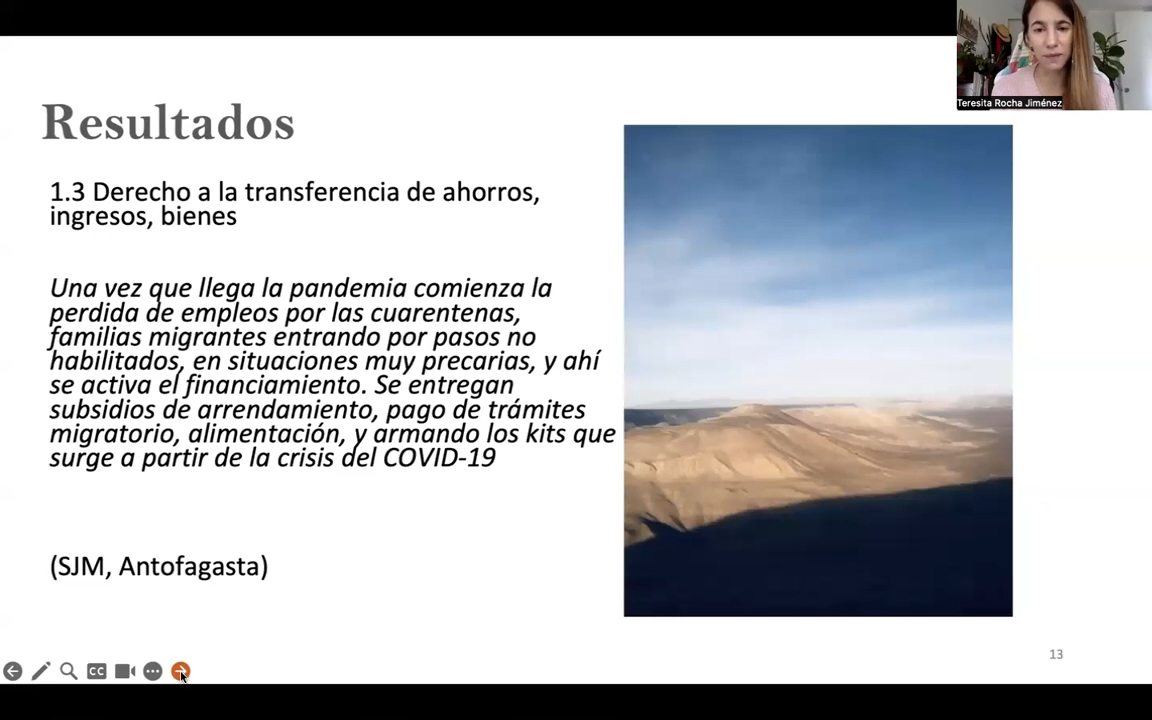 Teresita Rocha Jiménez
Resultados
1.3 Derecho a la transferencia de ahorros,
ingresos, bienes
Una vez que llega la pandemia comienza la
perdida de empleos por las cuarentenas,
familias migrantes entrando por pasos no
habilitados, en situaciones muy precarias, y ahí
se activa el financiamiento. Se entregan
subsidios de arrendamiento, pago de trámites
migratorio, alimentación, y armando los kits que
surge a partir de la crisis del COVID-19
(SJM, Antofagasta)
13
CC